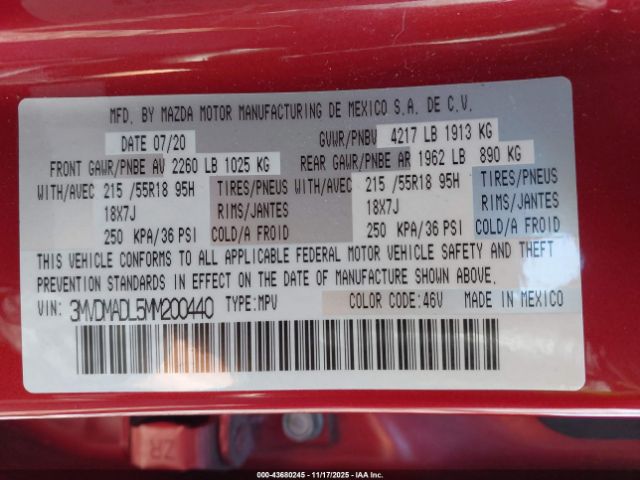 MFD. BY MAZDA MOTOR MANUFACTURING DE MEXICO S.A. DE C.V.
DATE 07/20 GVWR/PNBV 4217 LB 1913 KG
FRONT GAWR/PNBE AV 2260 LB 1025 KG REAR GAWR/PNBE AR 1962 LB 890 KG
WITH/AVEC 215 /55R18 95H TIRES/PNEUS WITH/AVEC 215 /55R18 95H TIRES/PNEUS
18X7J RIMS/JANTES 18X7J RIMS/JANTES
250 KPA/36 PSI COLD/A FROID 250 KPA/36 PSI COLD/A FROID
THIS VEHICLE CONFORMS TO ALL APPLICABLE FEDERAL MOTOR VEHICLE SAFETY AND THEFT
PREVENTION STANDARDS IN EFFECT ON THE DATE OF MANUFACTURE SHOWN ABOVE.
VIN: 3MVDMADL5MM200440 TYPE:MPV COLOR CODE:46V MADE IN MEXICO
ZR
000-43680245 - 11/17/2025 - IAA Inc.